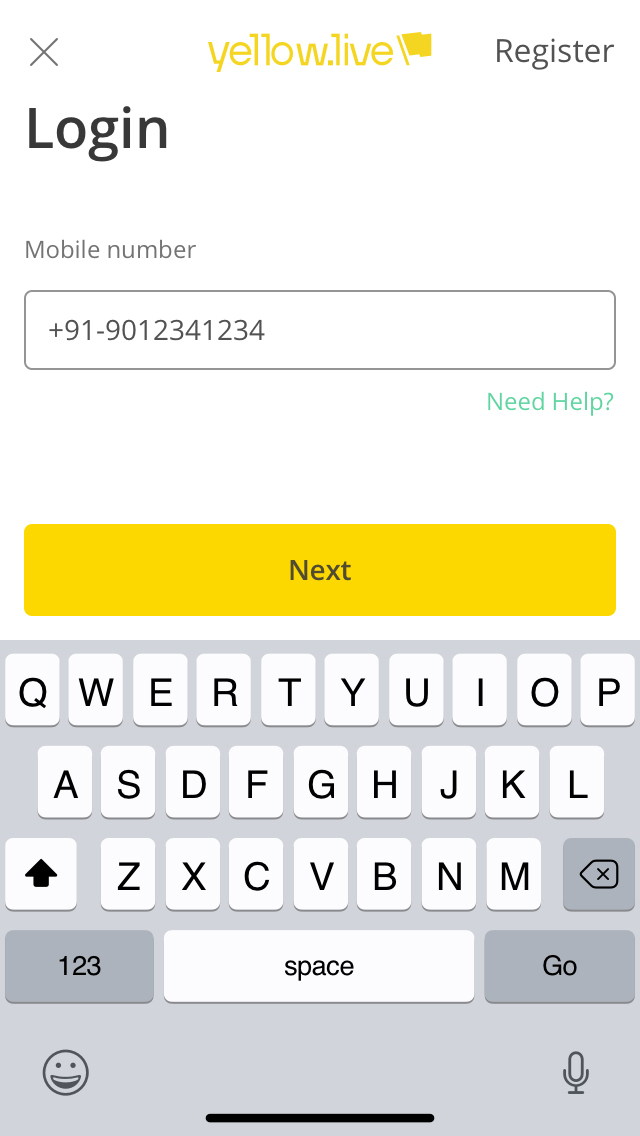 yellow.live
Register
Login
Mobile number
+91-9012341234
Need Help?
Next
Q W E R T Y U I O P
A S D F G H J K L
Z X C V B N M
123 space Go